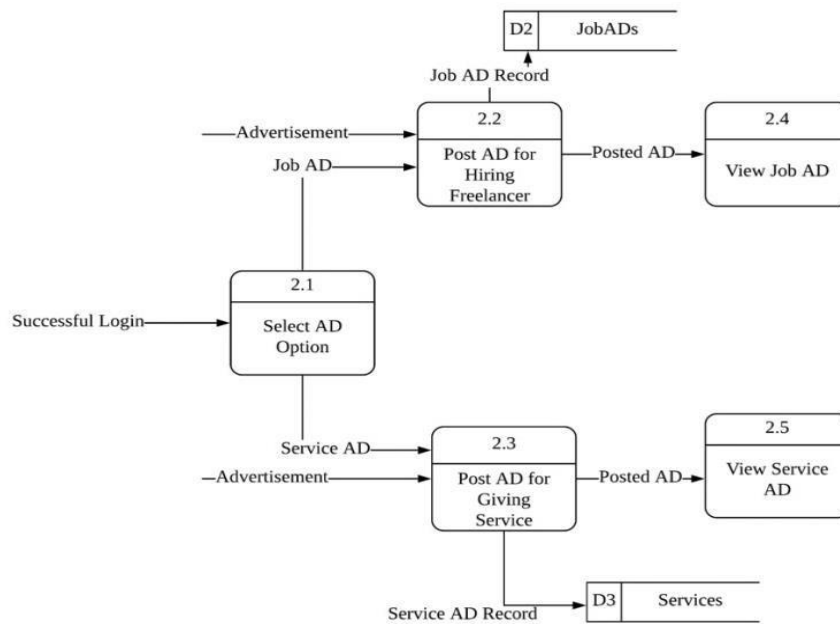 D2 JobADs
Job AD Record
2.2
2.4
Advertisement
Post AD for
Hiring
Freelancer
Posted AD
View Job AD
Job AD
2.1
Successful Login
Select AD
Option
2.5
Service AD
2.3
Advertisement
Post AD for
Giving
Service
Posted AD
View Service
AD
D3 Services
Service AD Record